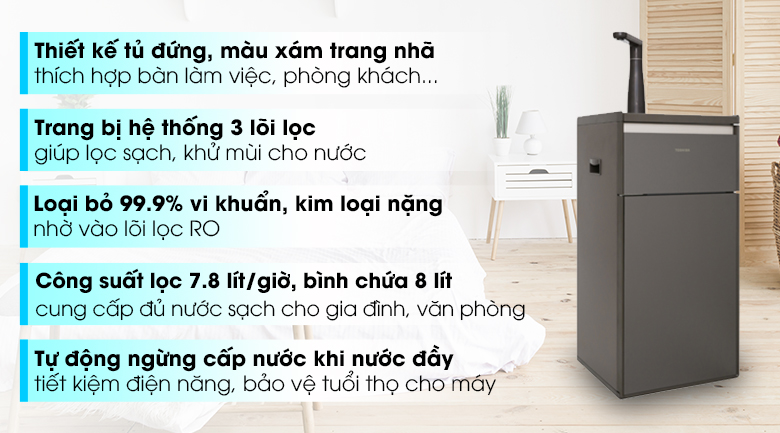 Thiết kế tủ đứng, màu xám trang nhã
thích hợp bàn làm việc, phòng khách...
Trang bị hệ thống 3 lõi lọc
giúp lọc sạch, khử mùi cho nước
Loại bỏ 99.9% vi khuẩn, kim loại nặng
nhờ vào lõi lọc RO
Công suất lọc 7.8 lít/giờ, bình chứa 8 lít
cung cấp đủ nước sạch cho gia đình, văn phòng
Tự động ngừng cấp nước khi nước đầy
tiết kiệm điện năng, bảo vệ tuổi thọ cho máy